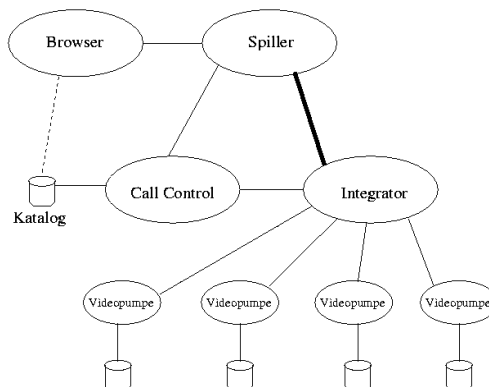 Browser
Spiller
Call Control
Integrator
Katalog
Videopumpe
Videopumpe
Videopumpe
Videopumpe